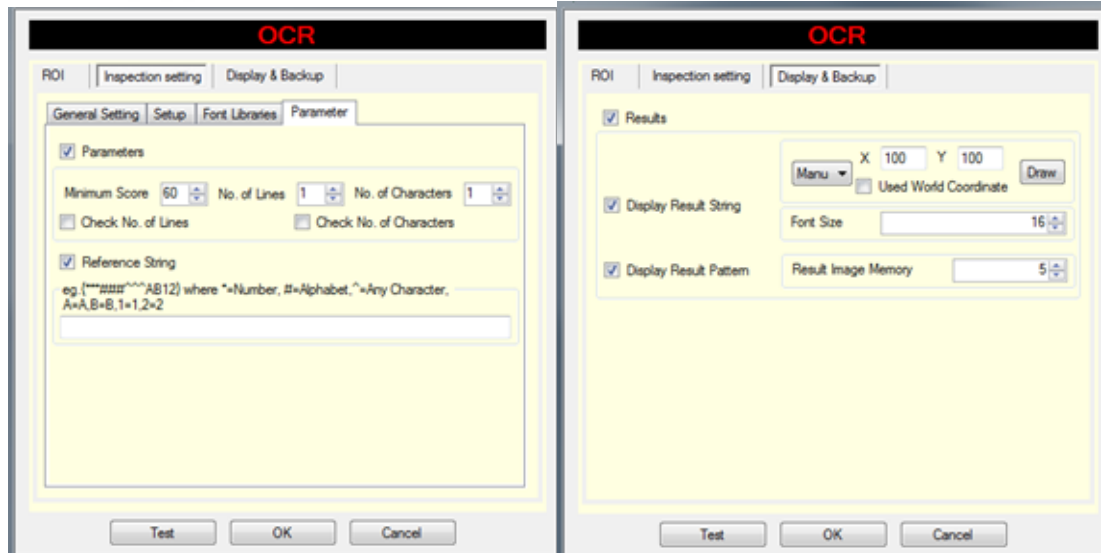 OCR
ROI Inspection setting Display & Backup
General Setting Setup Font Libraries Parameter
Parameters
Minimum Score 60 No. of Lines 1 No. of Characters 1
Check No. of Lines Check No. of Characters
Reference String
eg.{***###^^^AB12} where *=Number, #=Alphabet,^=Any Character,
A=A,B=B,1=1,2=2
Test OK Cancel
OCR
ROI Inspection setting Display & Backup
Results
X 100 Y 100
Manu Draw
Used World Coordinate
Display Result String
Font Size 16
Display Result Pattern Result Image Memory 5
Test OK Cancel